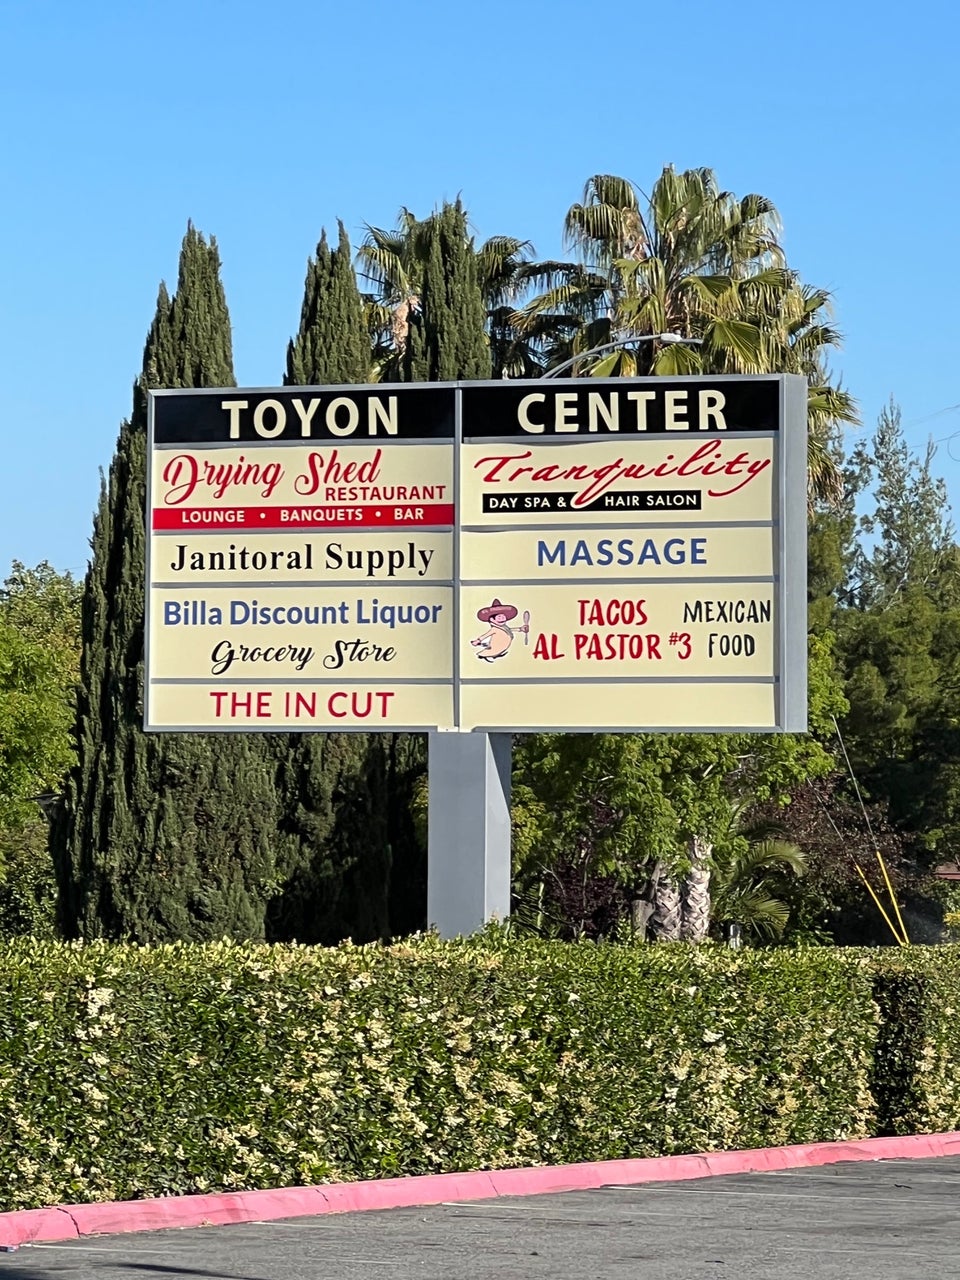 TOYON CENTER
Drying Shed
RESTAURANT
LOUNGE • BANQUETS • BAR
Janitoral Supply
Billa Discount Liquor
Grocery Store
THE IN CUT
Tranquility
DAY SPA & HAIR SALON
MASSAGE
TACOS
AL PASTOR #3
MEXICAN
FOOD